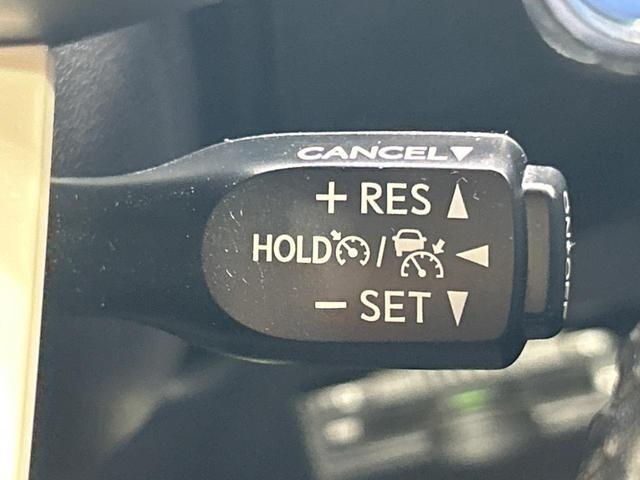 CANCEL▼
+ RES ▲
HOLD / ◀
− SET ▼